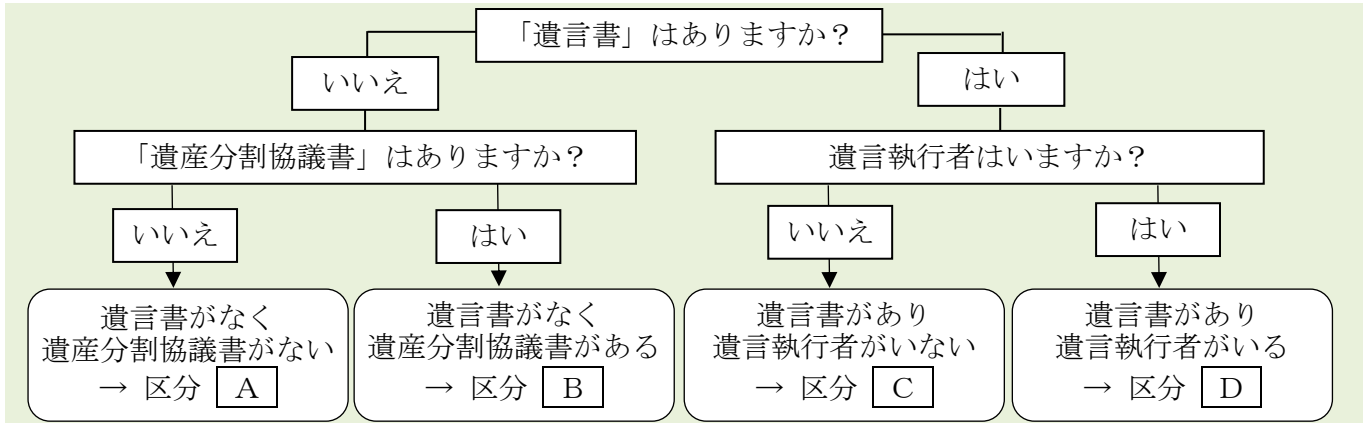 「遺言書」はありますか？
いいえ
はい
「遺産分割協議書」はありますか？
遺言執行者はいますか？
いいえ
はい
いいえ
はい
遺言書がなく
遺産分割協議書がない
→ 区分 A
遺言書がなく
遺産分割協議書がある
→ 区分 B
遺言書があり
遺言執行者がいない
→ 区分 C
遺言書があり
遺言執行者がいる
→ 区分 D